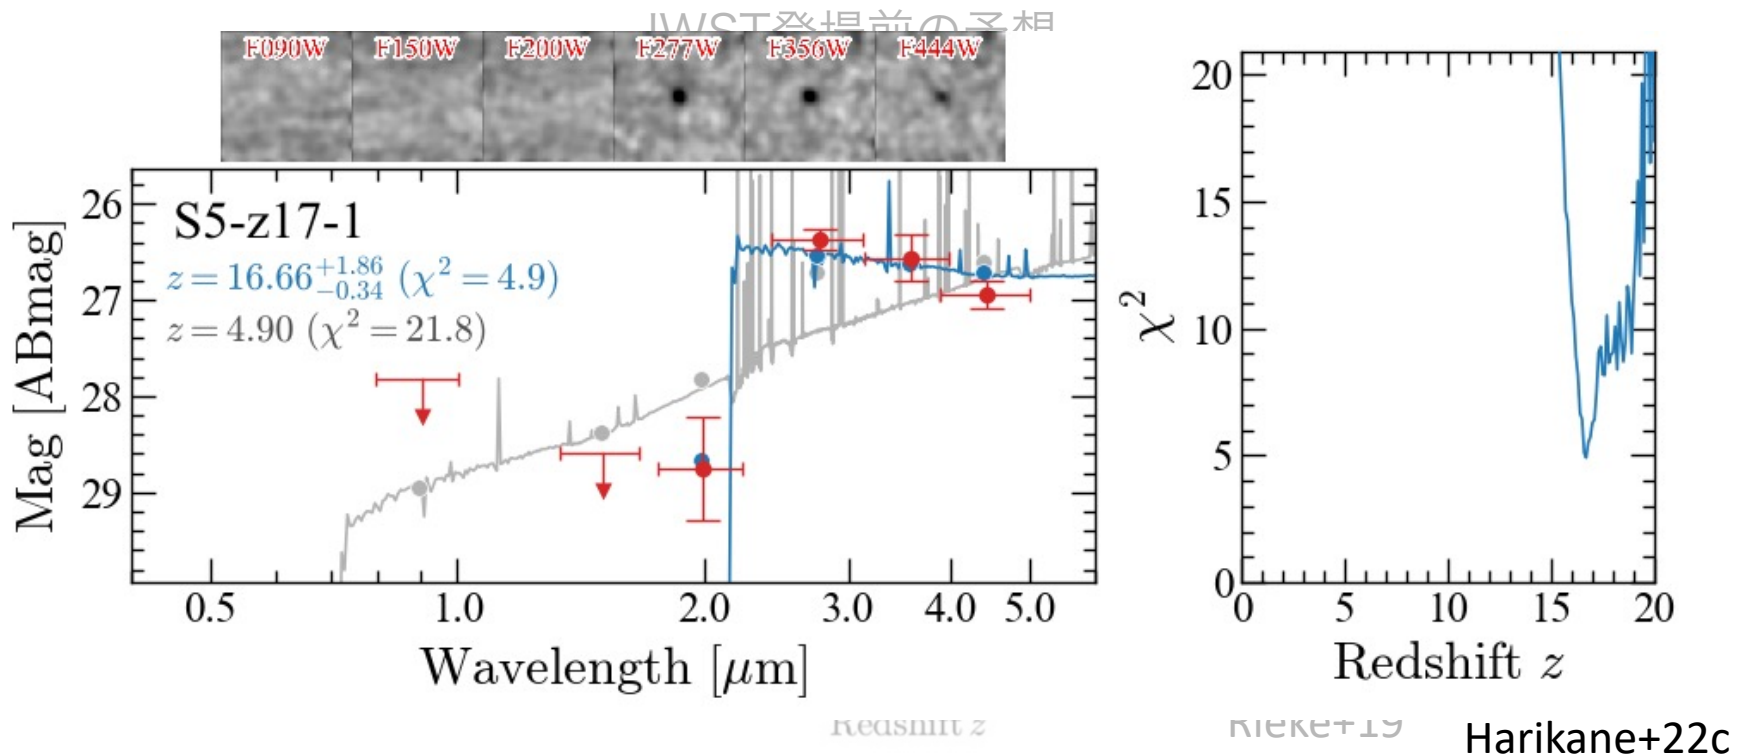 JWST登場前の予想
F090W F150W F200W F277W F356W F444W
S5-z17-1
z = 16.66+1.86−0.34 (χ² = 4.9)
z = 4.90 (χ² = 21.8)
Mag [ABmag]
26
27
28
29
0.5 1.0 2.0 3.0 4.0 5.0
Wavelength [μm]
χ²
20
15
10
5
0
0 5 10 15 20
Redshift z
Redshift z
Rieke+19
Harikane+22c